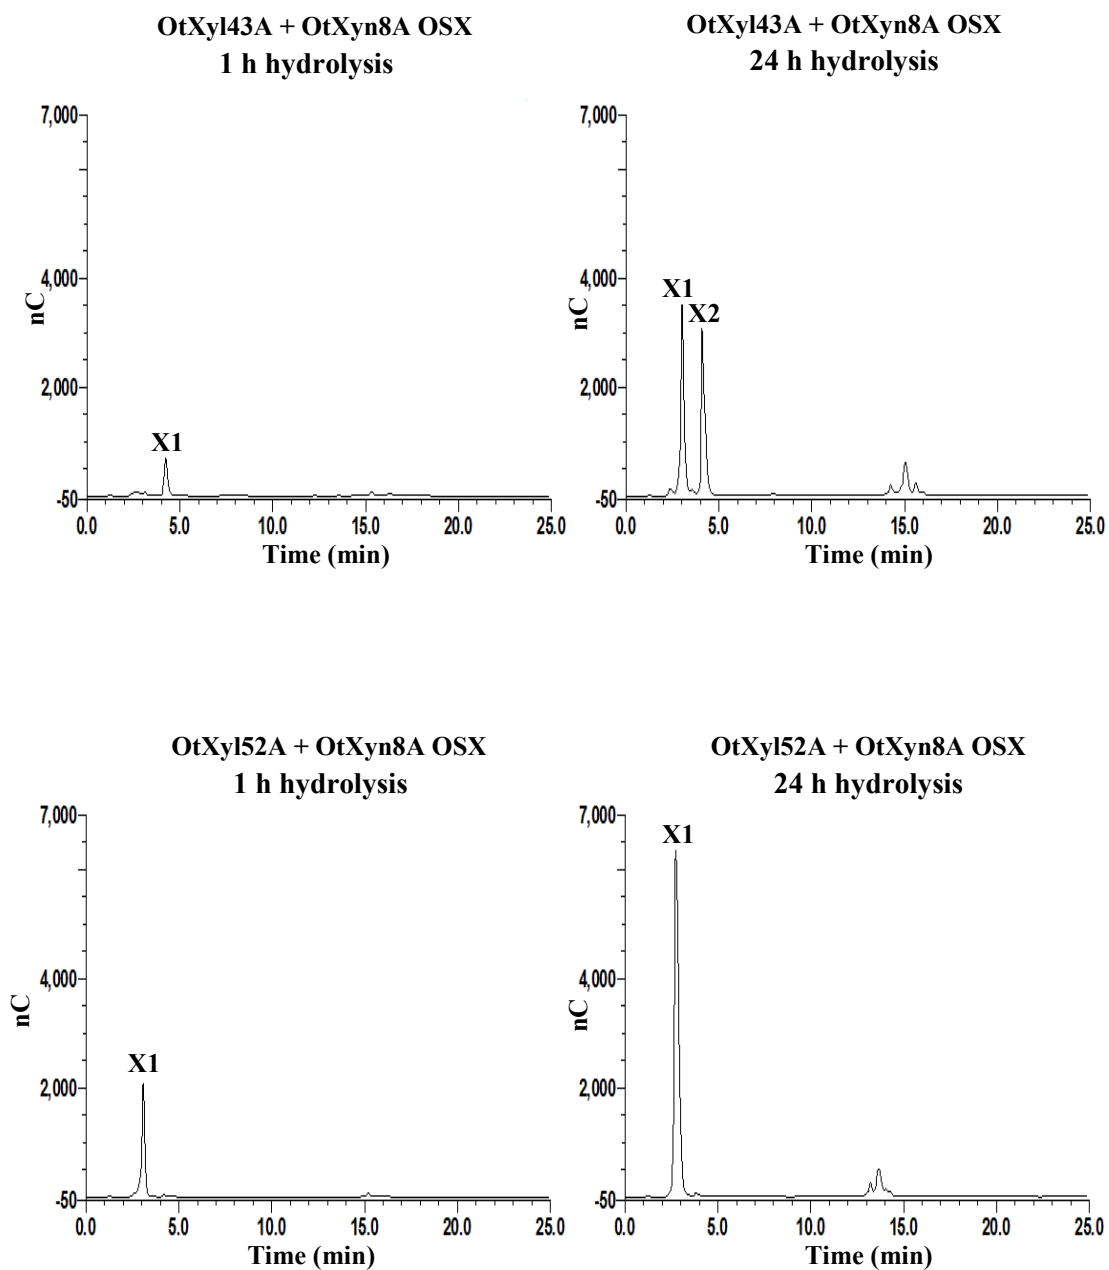 OtXyl43A + OtXyn8A OSX
1 h hydrolysis
7,000
4,000
2,000
-50
nC
X1
0.0 5.0 10.0 15.0 20.0 25.0
Time (min)
OtXyl43A + OtXyn8A OSX
24 h hydrolysis
7,000
4,000
2,000
-50
nC
X1
X2
0.0 5.0 10.0 15.0 20.0 25.0
Time (min)
OtXyl52A + OtXyn8A OSX
1 h hydrolysis
7,000
4,000
2,000
-50
nC
X1
0.0 5.0 10.0 15.0 20.0 25.0
Time (min)
OtXyl52A + OtXyn8A OSX
24 h hydrolysis
7,000
4,000
2,000
-50
nC
X1
0.0 5.0 10.0 15.0 20.0 25.0
Time (min)